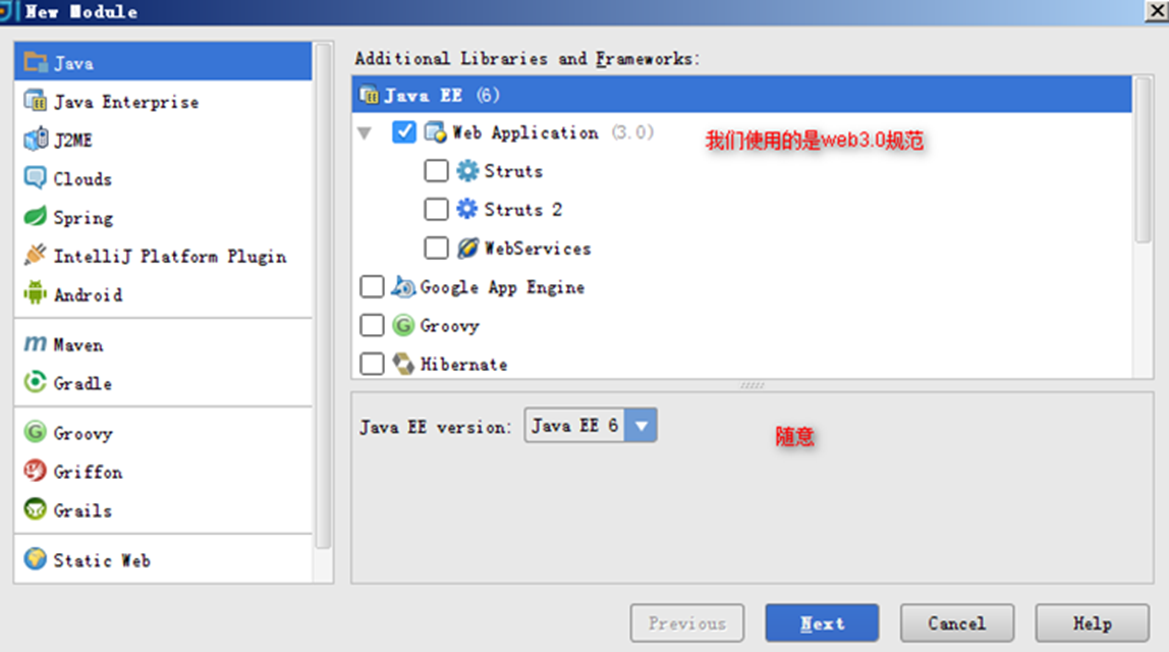 New Module
Java
Java Enterprise
J2ME
Clouds
Spring
IntelliJ Platform Plugin
Android
Maven
Gradle
Groovy
Griffon
Grails
Static Web
Additional Libraries and Frameworks:
Java EE (6)
Web Application (3.0)
我们使用的是web3.0规范
Struts
Struts 2
WebServices
Google App Engine
Groovy
Hibernate
Java EE version: Java EE 6
随意
Previous
Next
Cancel
Help